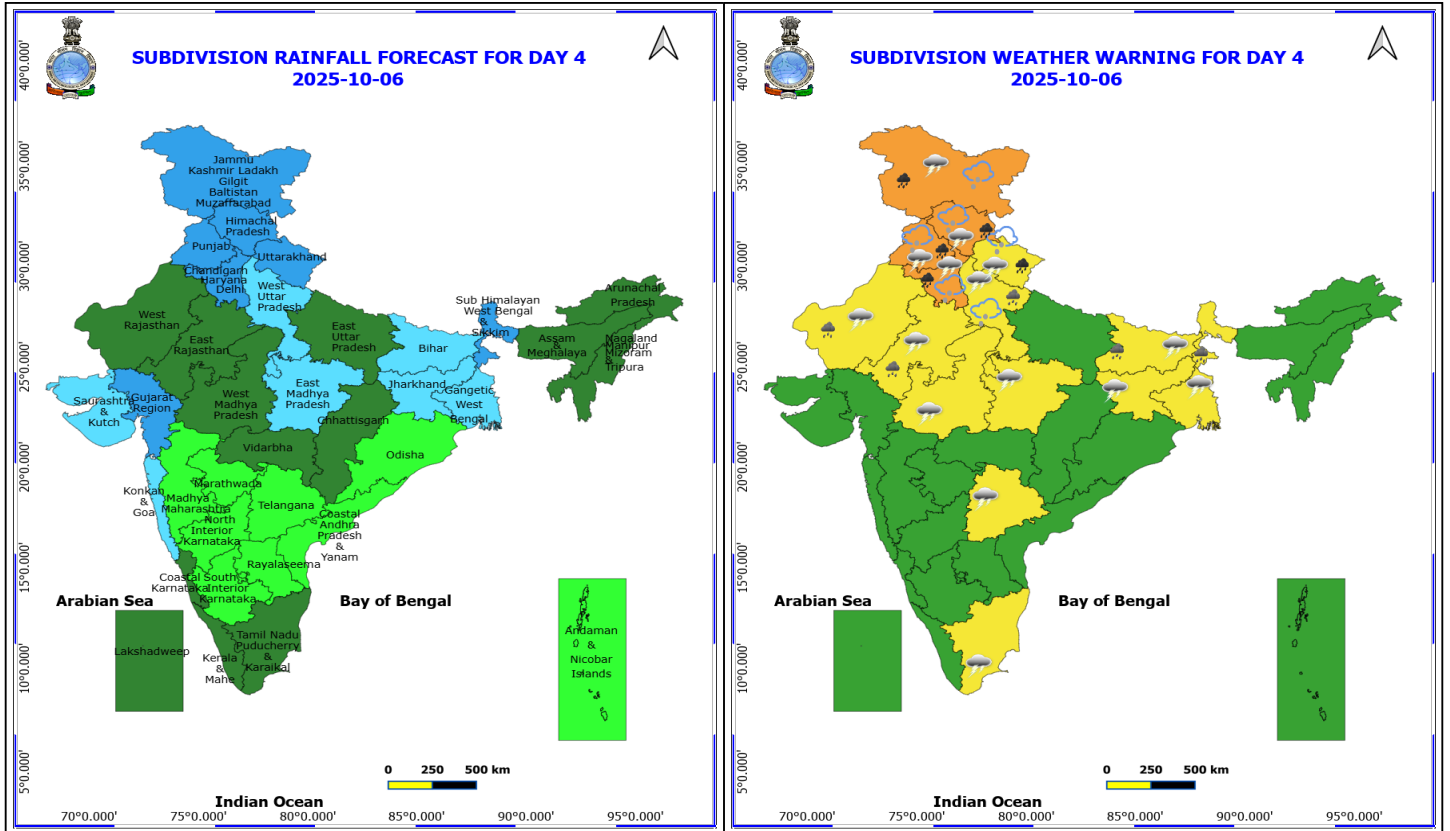 SUBDIVISION RAINFALL FORECAST FOR DAY 4
2025-10-06
40°0.000'
35°0.000'
30°0.000'
25°0.000'
20°0.000'
15°0.000'
10°0.000'
5°0.000'
Jammu
Kashmir Ladakh
Gilgit
Baltistan
Muzaffarabad
Himachal
Pradesh
Punjab
Uttarakhand
Chandigarh
Haryana
Delhi
West
Uttar
Pradesh
West
Rajasthan
East
Rajasthan
East
Uttar
Pradesh
Sub Himalayan
West Bengal
&
Sikkim
Arunachal
Pradesh
Assam
&
Meghalaya
Nagaland
Manipur
Mizoram
&
Tripura
Bihar
Jharkhand
Gangetic
West
Bengal
Saurashtra
&
Kutch
Gujarat
Region
West
Madhya
Pradesh
East
Madhya
Pradesh
Chhattisgarh
Vidarbha
Odisha
Konkan
&
Goa
Madhya
Maharashtra
Marathwada
Telangana
North
Interior
Karnataka
Coastal
Andhra
Pradesh
&
Yanam
Rayalaseema
Coastal
Karnataka
South
Interior
Karnataka
Arabian Sea
Bay of Bengal
Lakshadweep
Kerala
&
Mahe
Tamil Nadu
Puducherry
&
Karaikal
Andaman
&
Nicobar
Islands
0 250 500 km
Indian Ocean
70°0.000' 75°0.000' 80°0.000' 85°0.000' 90°0.000' 95°0.000'
SUBDIVISION WEATHER WARNING FOR DAY 4
2025-10-06
40°0.000'
35°0.000'
30°0.000'
25°0.000'
20°0.000'
15°0.000'
10°0.000'
5°0.000'
Arabian Sea
Bay of Bengal
0 250 500 km
Indian Ocean
70°0.000' 75°0.000' 80°0.000' 85°0.000' 90°0.000' 95°0.000'